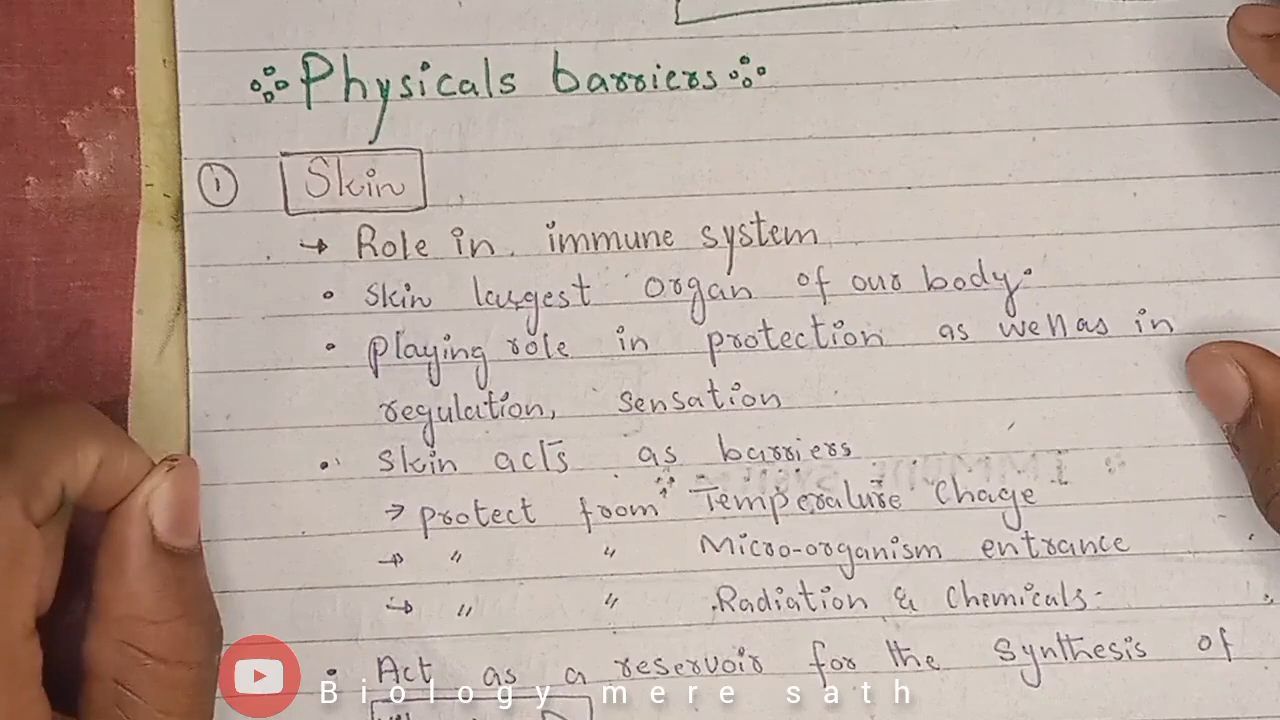 Physicals barriers
① Skin
→ Role in immune system
• Skin largest organ of our body.
• Playing role in protection as well as in
regulation, sensation
• Skin acts as barriers
→ protect from Temperature Chage
→ " " Micro-organism entrance
→ " " Radiation & Chemicals.
• Act as a reservoir for the synthesis of
Biology mere sath